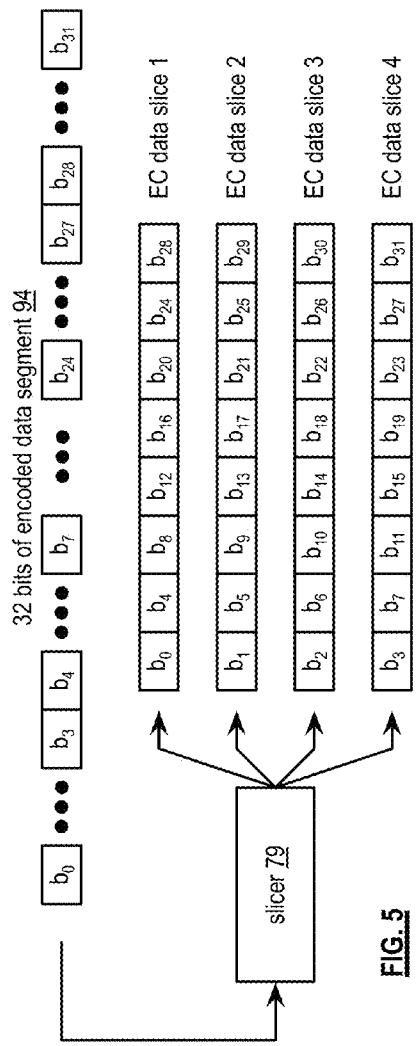 32 bits of encoded data segment 94
b0 ●●● b3 b4 ●●● b7 ●●● b24 ●●● b27 b28 ●●● b31
slicer 79
b0 b4 b8 b12 b16 b20 b24 b28 EC data slice 1
b1 b5 b9 b13 b17 b21 b25 b29 EC data slice 2
b2 b6 b10 b14 b18 b22 b26 b30 EC data slice 3
b3 b7 b11 b15 b19 b23 b27 b31 EC data slice 4
FIG. 5